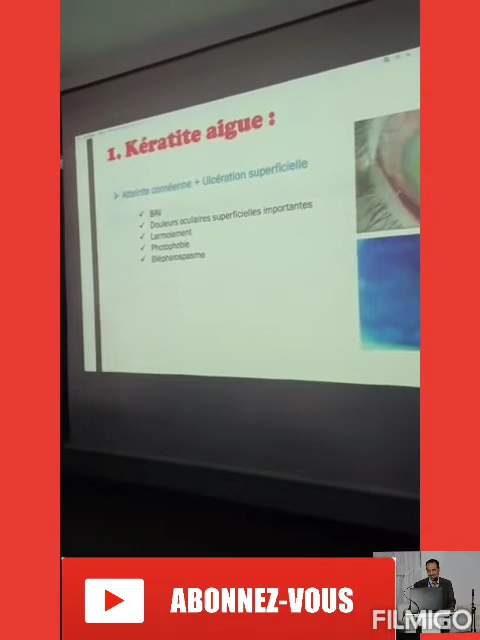 1. Kératite aigue :
➢ Atteinte cornéenne + Ulcération superficielle
✓ BAV
✓ Douleurs oculaires superficielles importantes
✓ Larmoiement
✓ Photophobie
✓ Blépharospasme
ABONNEZ-VOUS
FILMIGO